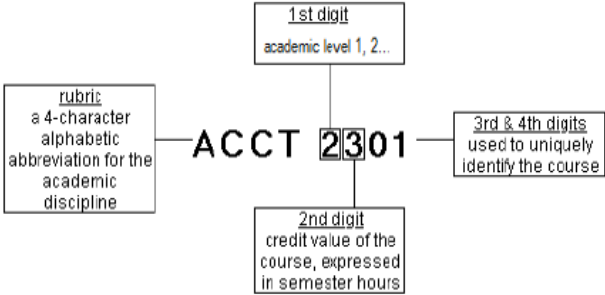 1st digit
academic level 1, 2...
rubric
a 4-character
alphabetic
abbreviation for the
academic
discipline
ACCT 2301
3rd & 4th digits
used to uniquely
identify the course
2nd digit
credit value of the
course, expressed
in semester hours